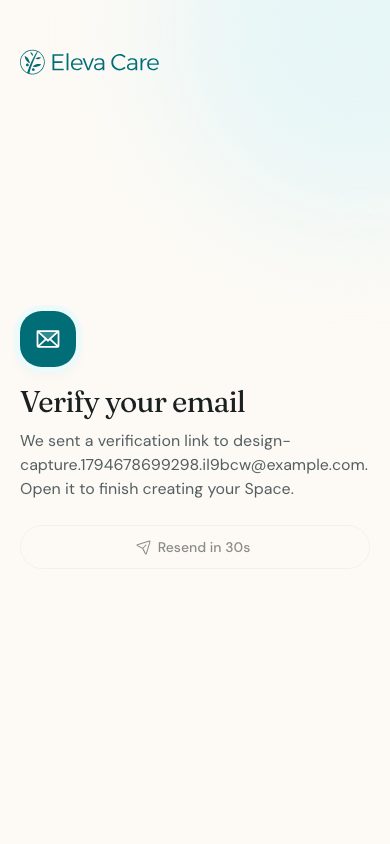 Eleva Care
Verify your email
We sent a verification link to design-
capture.1794678699298.il9bcw@example.com.
Open it to finish creating your Space.
Resend in 30s